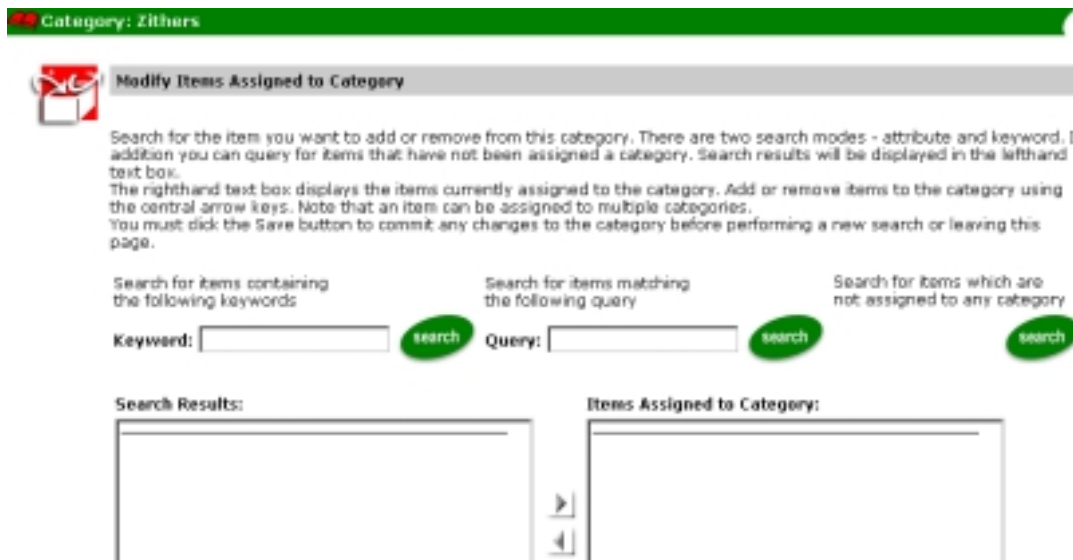 Category: Zithers
Modify Items Assigned to Category
Search for the item you want to add or remove from this category. There are two search modes - attribute and keyword. I
addition you can query for items that have not been assigned a category. Search results will be displayed in the lefthand
text box.
The righthand text box displays the items currently assigned to the category. Add or remove items to the category using
the central arrow keys. Note that an item can be assigned to multiple categories.
You must click the Save button to commit any changes to the category before performing a new search or leaving this
page.
Search for items containing
the following keywords
Keyword:
search
Search for items matching
the following query
Query:
search
Search for items which are
not assigned to any category
search
Search Results:
Items Assigned to Category: